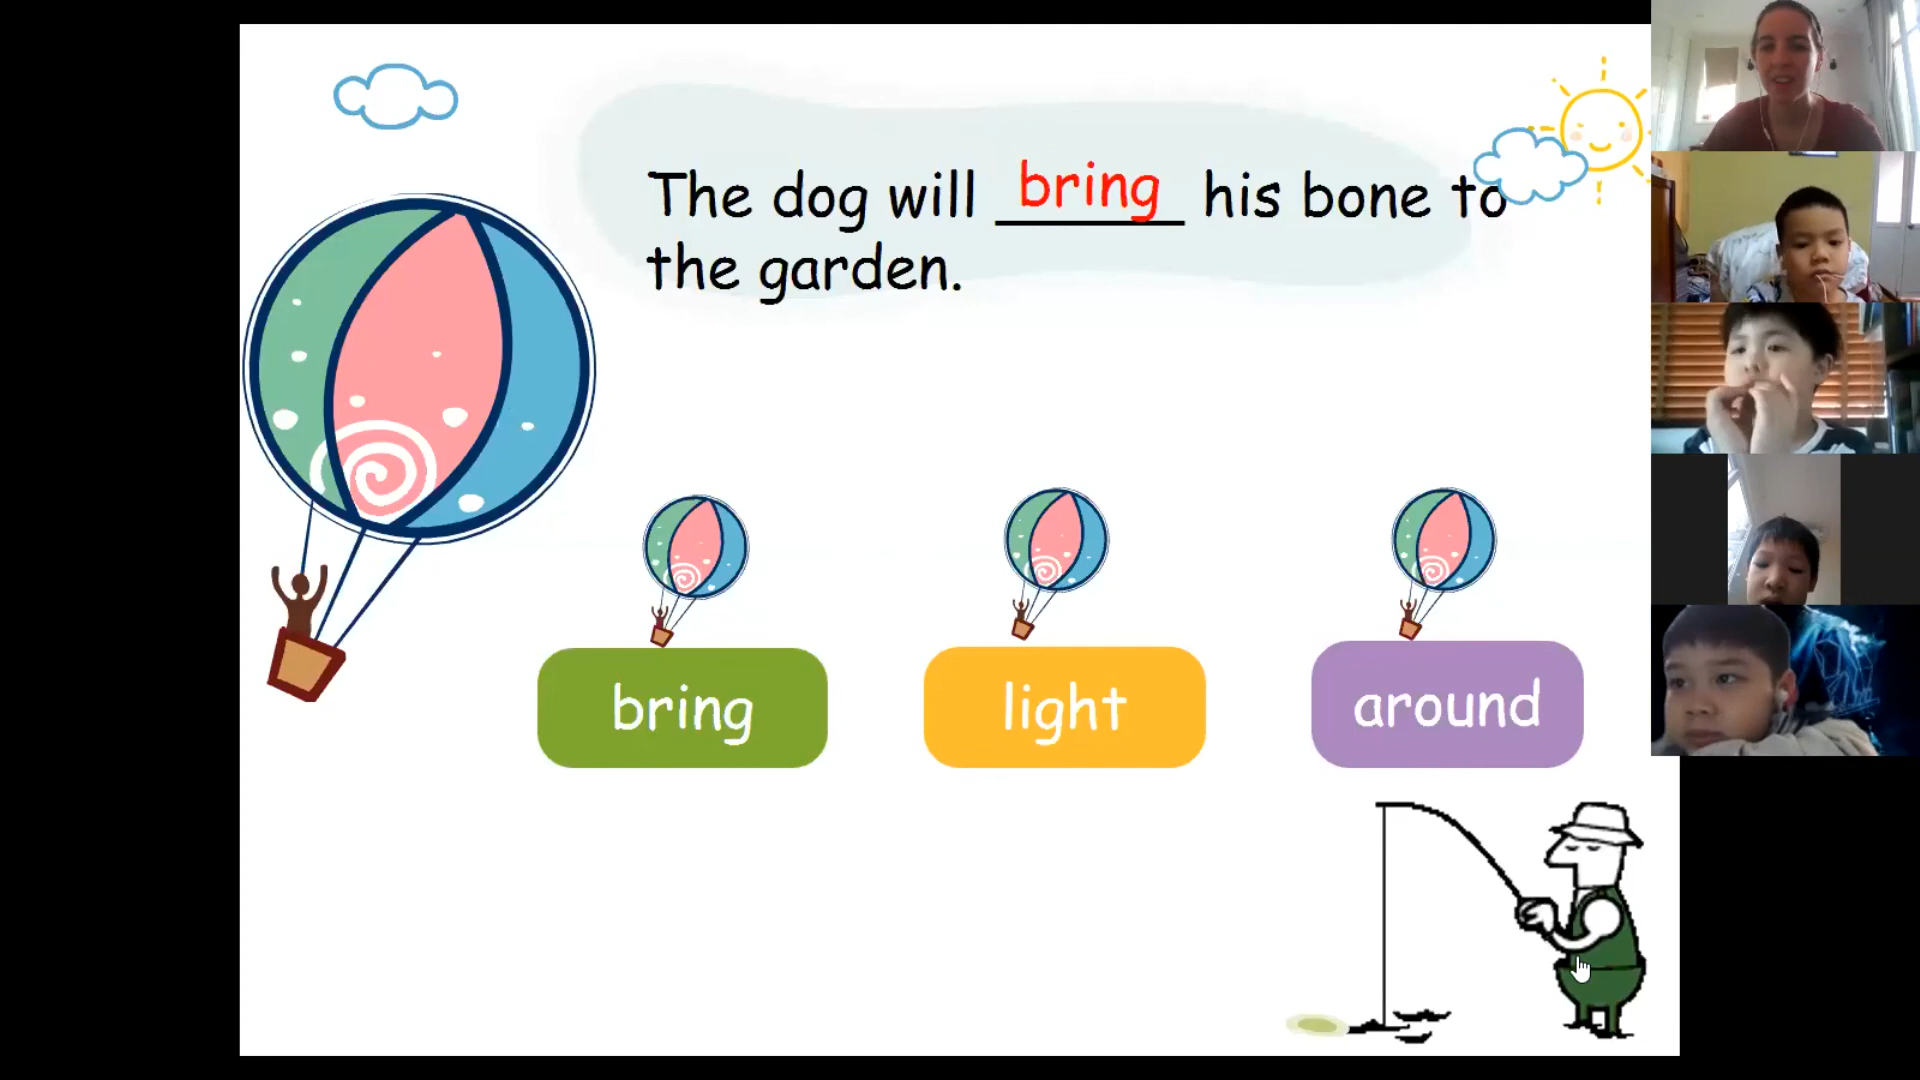 The dog will bring his bone to
the garden.
bring
light
around